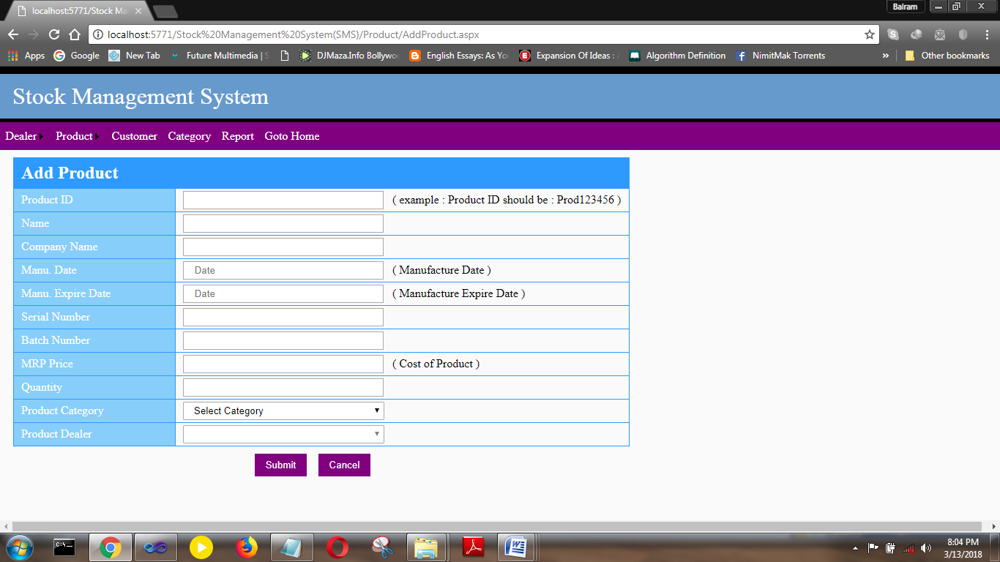 localhost:5771/Stock Ma
Balram
localhost:5771/Stock%20Management%20System(SMS)/Product/AddProduct.aspx
Apps Google New Tab Future Multimedia | S DJMaza.Info Bollywo English Essays: As Yo Expansion Of Ideas : Algorithm Definition NimitMak Torrents » Other bookmarks
Stock Management System
Dealer Product Customer Category Report Goto Home
Add Product
Product ID ( example : Product ID should be : Prod123456 )
Name
Company Name
Manu. Date Date ( Manufacture Date )
Manu. Expire Date Date ( Manufacture Expire Date )
Serial Number
Batch Number
MRP Price ( Cost of Product )
Quantity
Product Category Select Category
Product Dealer
Submit Cancel
C:\
8:04 PM
3/13/2018